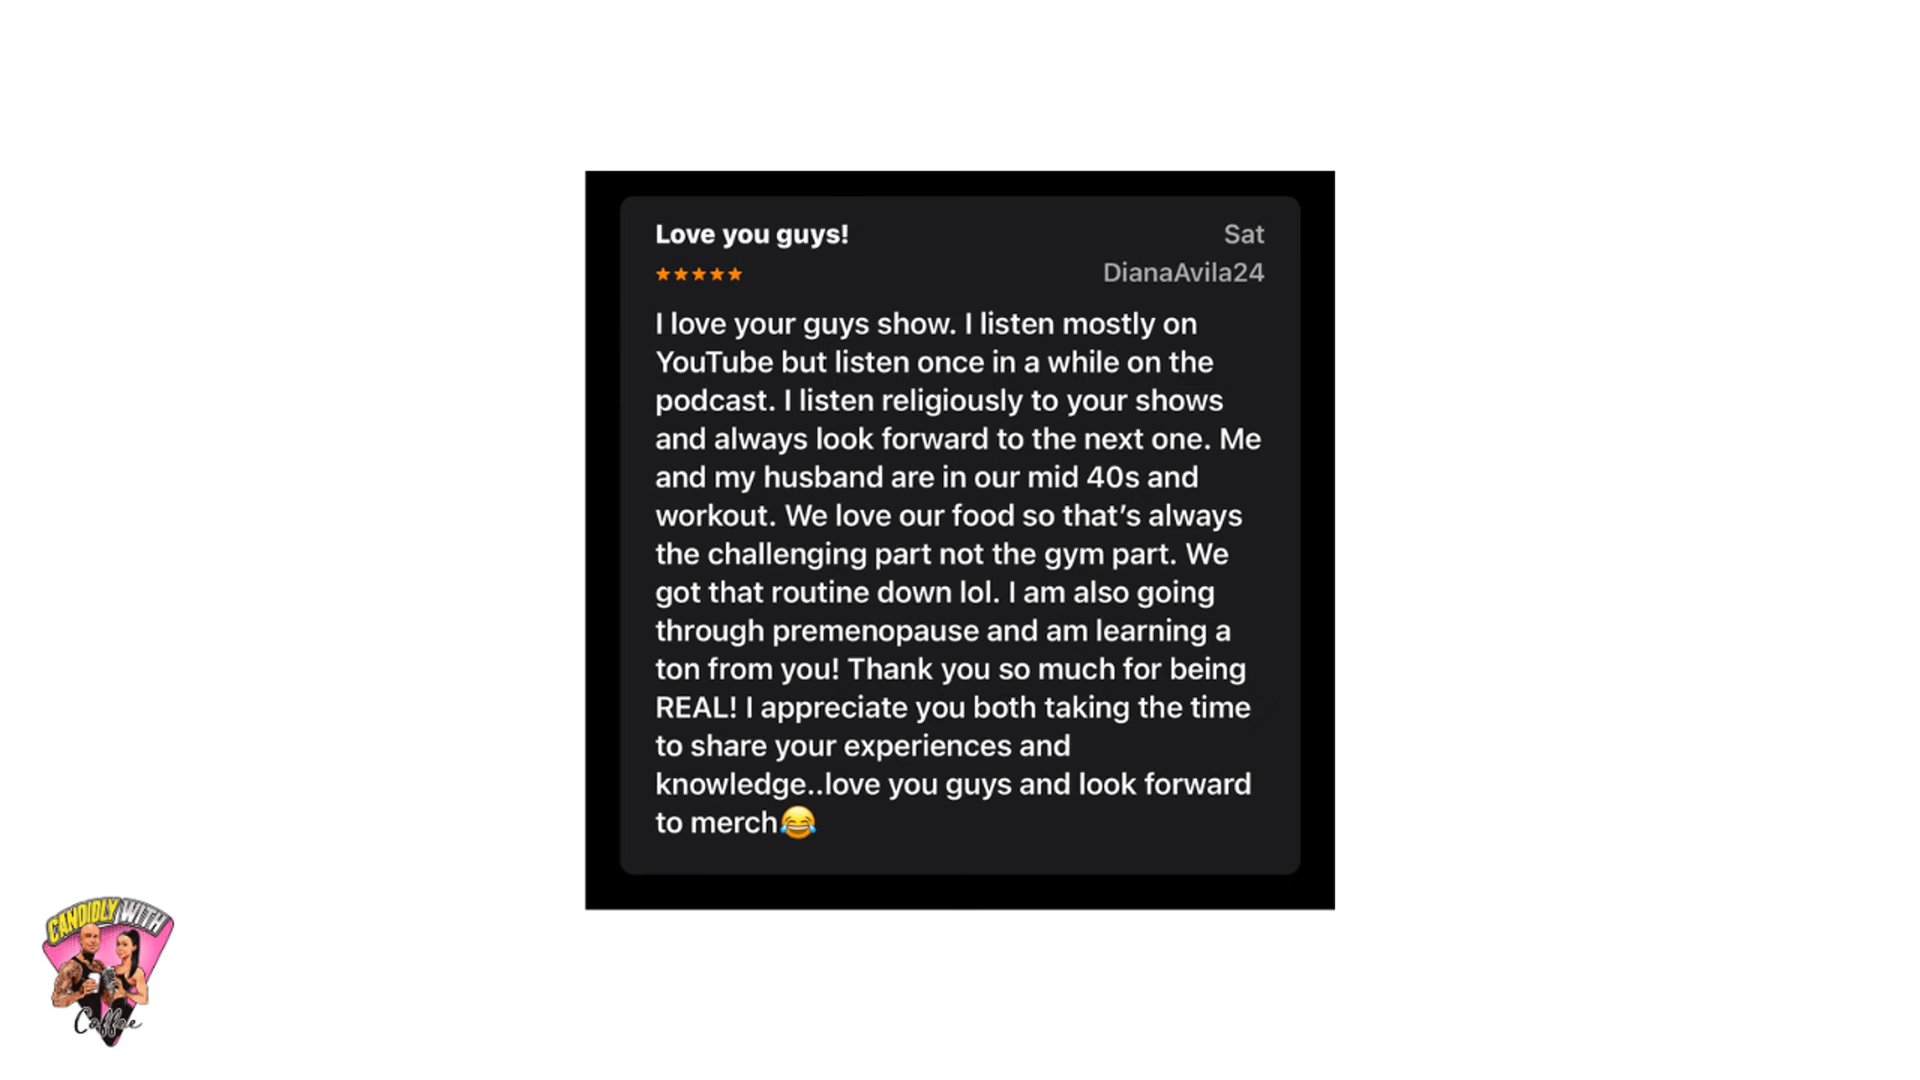 Love you guys!
Sat
★★★★★
DianaAvila24
I love your guys show. I listen mostly on
YouTube but listen once in a while on the
podcast. I listen religiously to your shows
and always look forward to the next one. Me
and my husband are in our mid 40s and
workout. We love our food so that’s always
the challenging part not the gym part. We
got that routine down lol. I am also going
through premenopause and am learning a
ton from you! Thank you so much for being
REAL! I appreciate you both taking the time
to share your experiences and
knowledge..love you guys and look forward
to merch😂
CANDIDLY WITH
Coffee